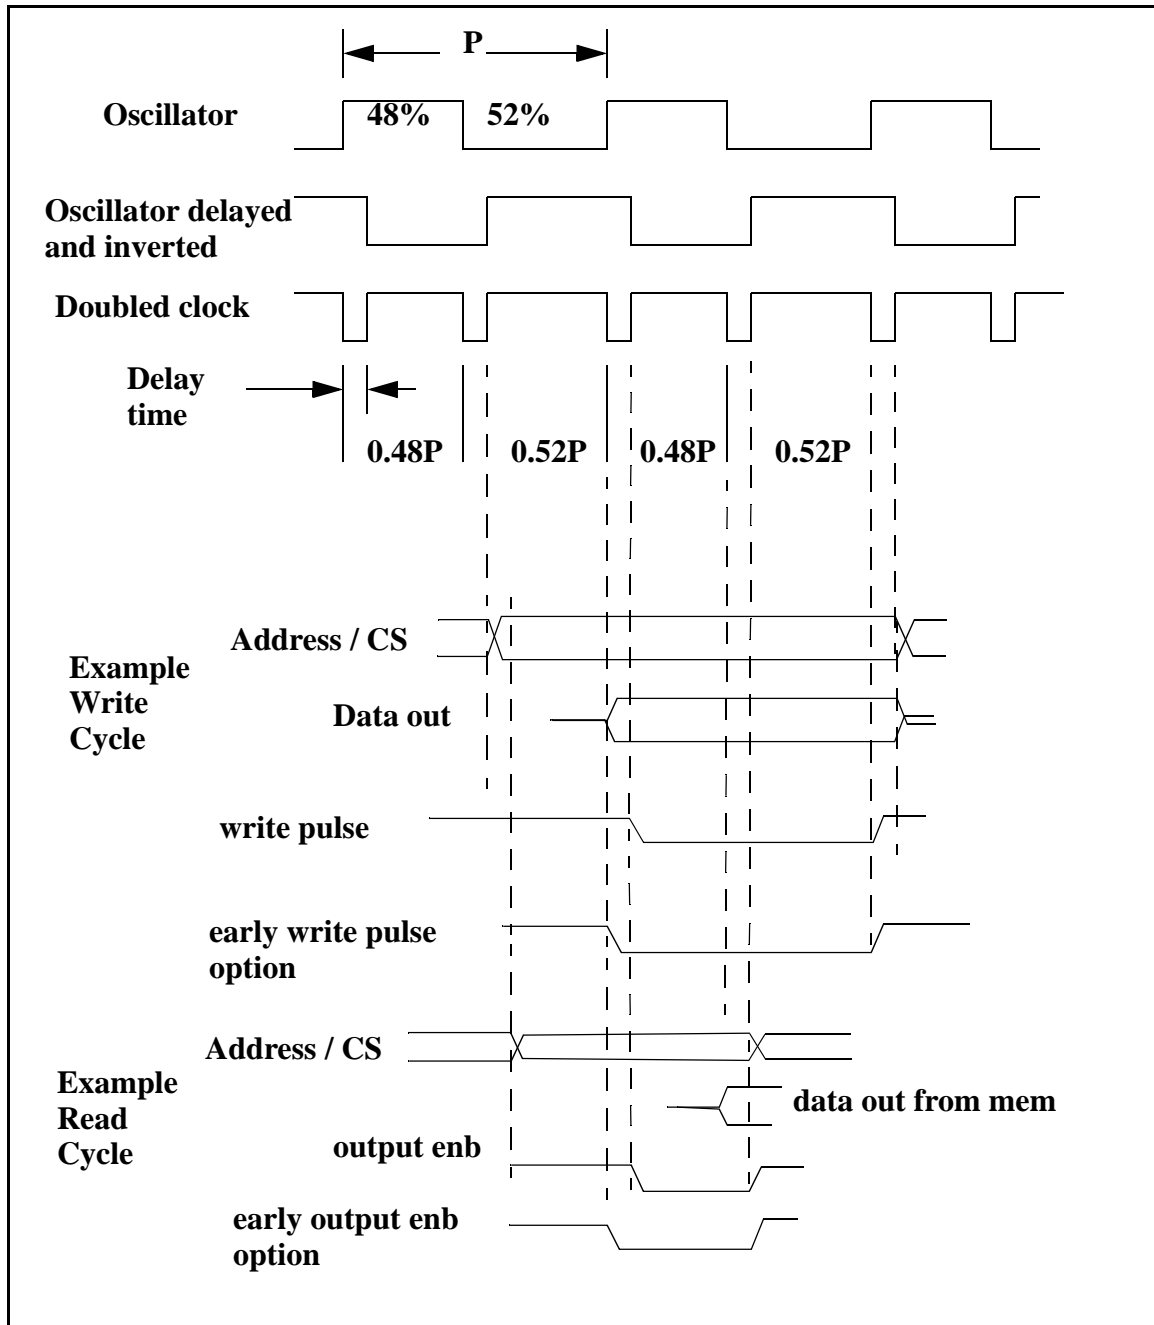 P
Oscillator
48%
52%
Oscillator delayed
and inverted
Doubled clock
Delay
time
0.48P
0.52P
0.48P
0.52P
Address / CS
Example
Write
Cycle
Data out
write pulse
early write pulse
option
Address / CS
Example
Read
Cycle
data out from mem
output enb
early output enb
option